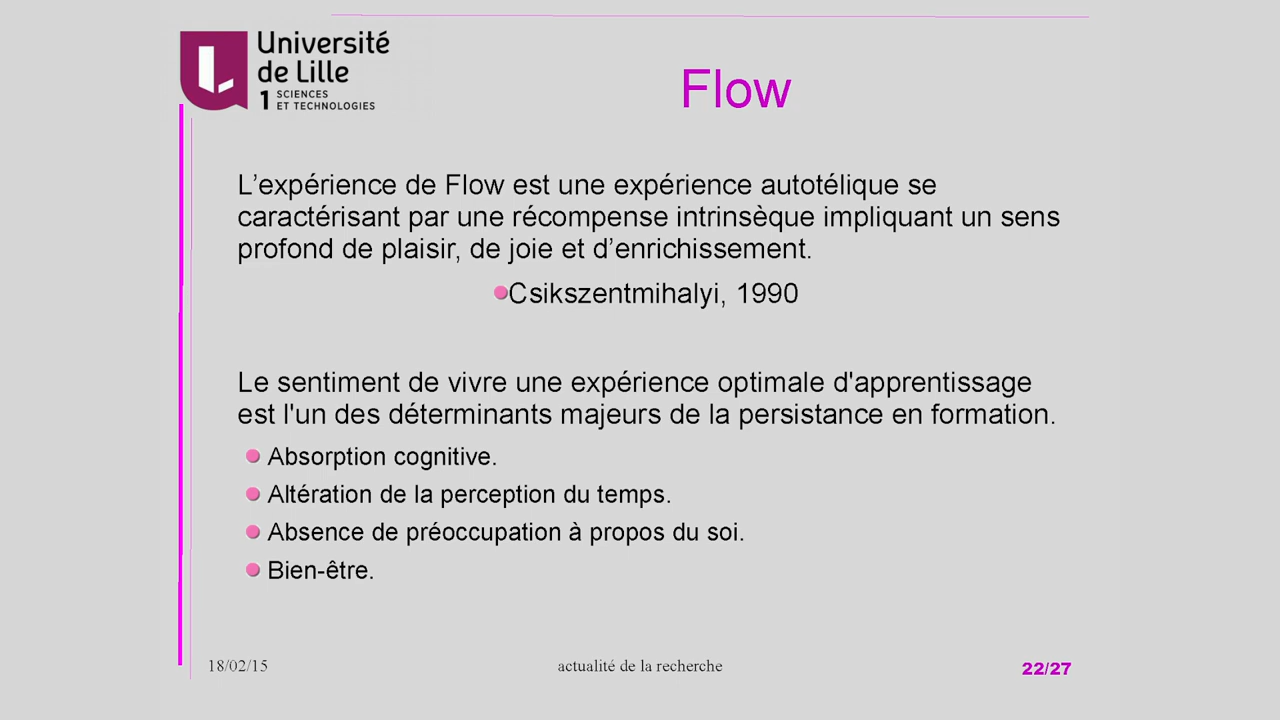 Université
de Lille
1 SCIENCES
ET TECHNOLOGIES
Flow
L’expérience de Flow est une expérience autotélique se
caractérisant par une récompense intrinsèque impliquant un sens
profond de plaisir, de joie et d’enrichissement.
Csikszentmihalyi, 1990
Le sentiment de vivre une expérience optimale d'apprentissage
est l'un des déterminants majeurs de la persistance en formation.
Absorption cognitive.
Altération de la perception du temps.
Absence de préoccupation à propos du soi.
Bien-être.
18/02/15
actualité de la recherche
22/27